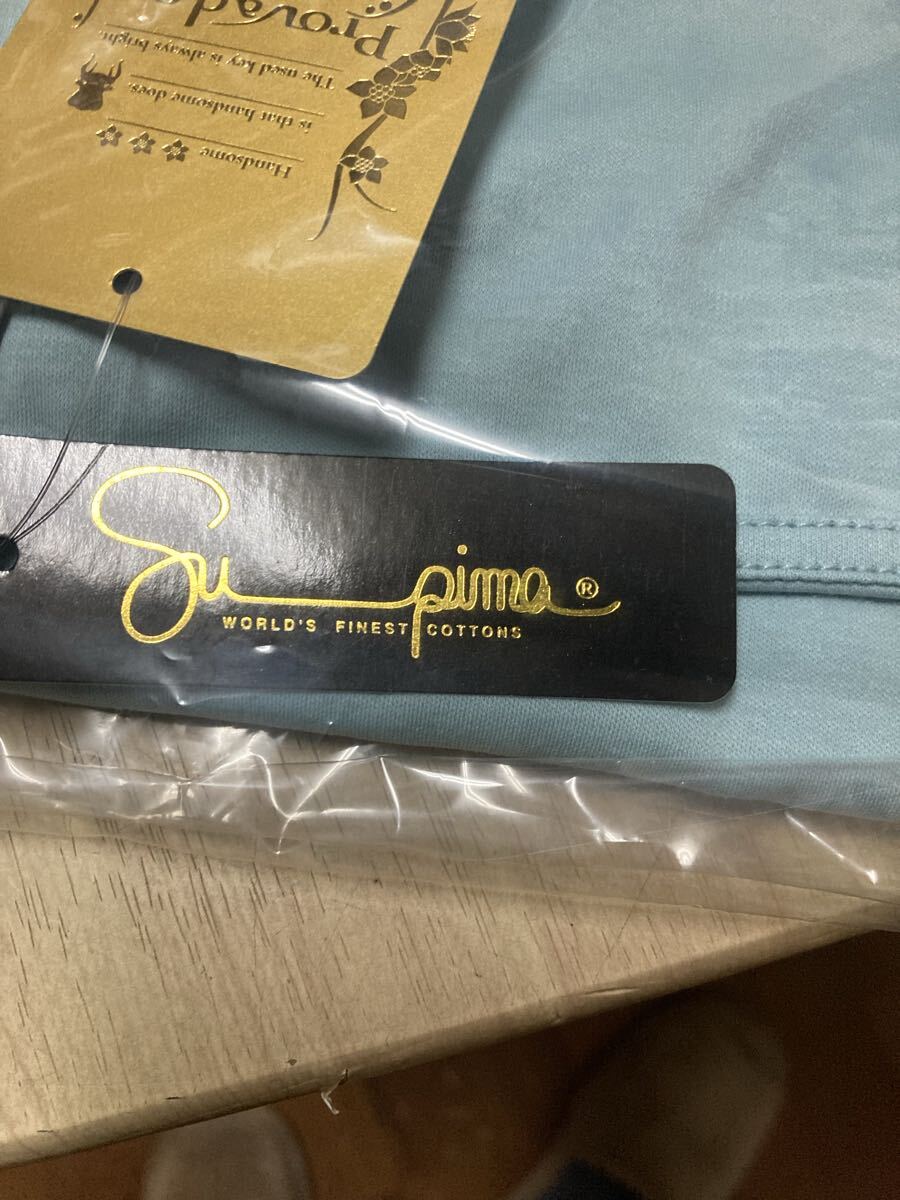 The used key is always bright.
is that handsome does.
Handsome
Supima®
WORLD'S FINEST COTTONS